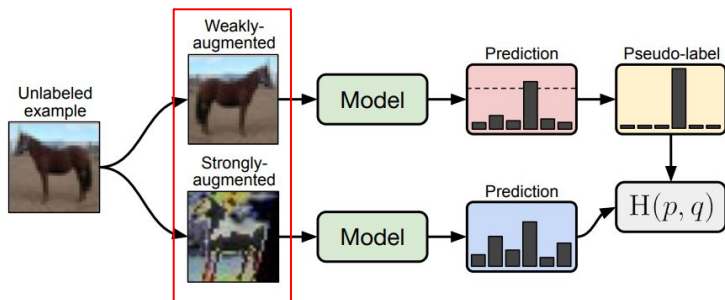 Weakly-
augmented
Prediction
Pseudo-label
Unlabeled
example
Model
Strongly-
augmented
Prediction
H(p, q)
Model